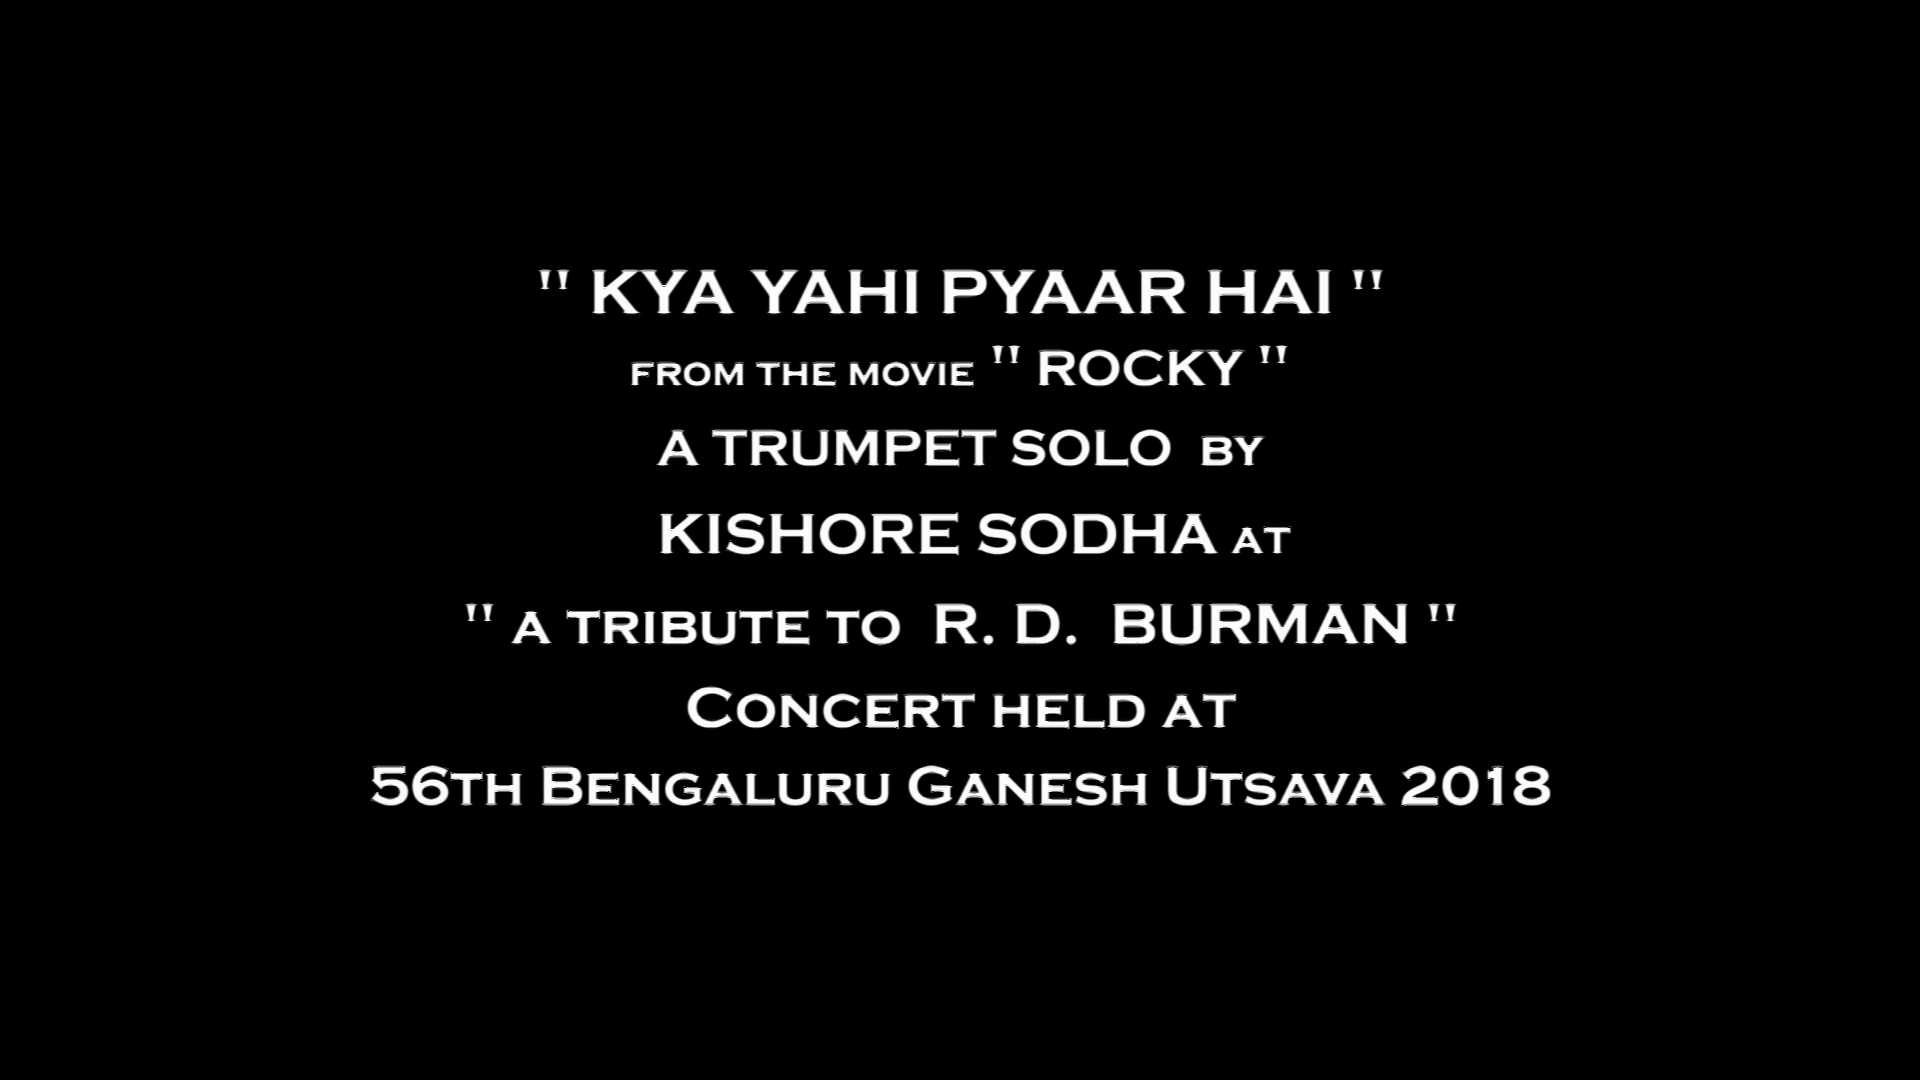 " KYA YAHI PYAAR HAI "
FROM THE MOVIE " ROCKY "
A TRUMPET SOLO BY
KISHORE SODHA AT
" A TRIBUTE TO R. D. BURMAN "
CONCERT HELD AT
56TH BENGALURU GANESH UTSAVA 2018